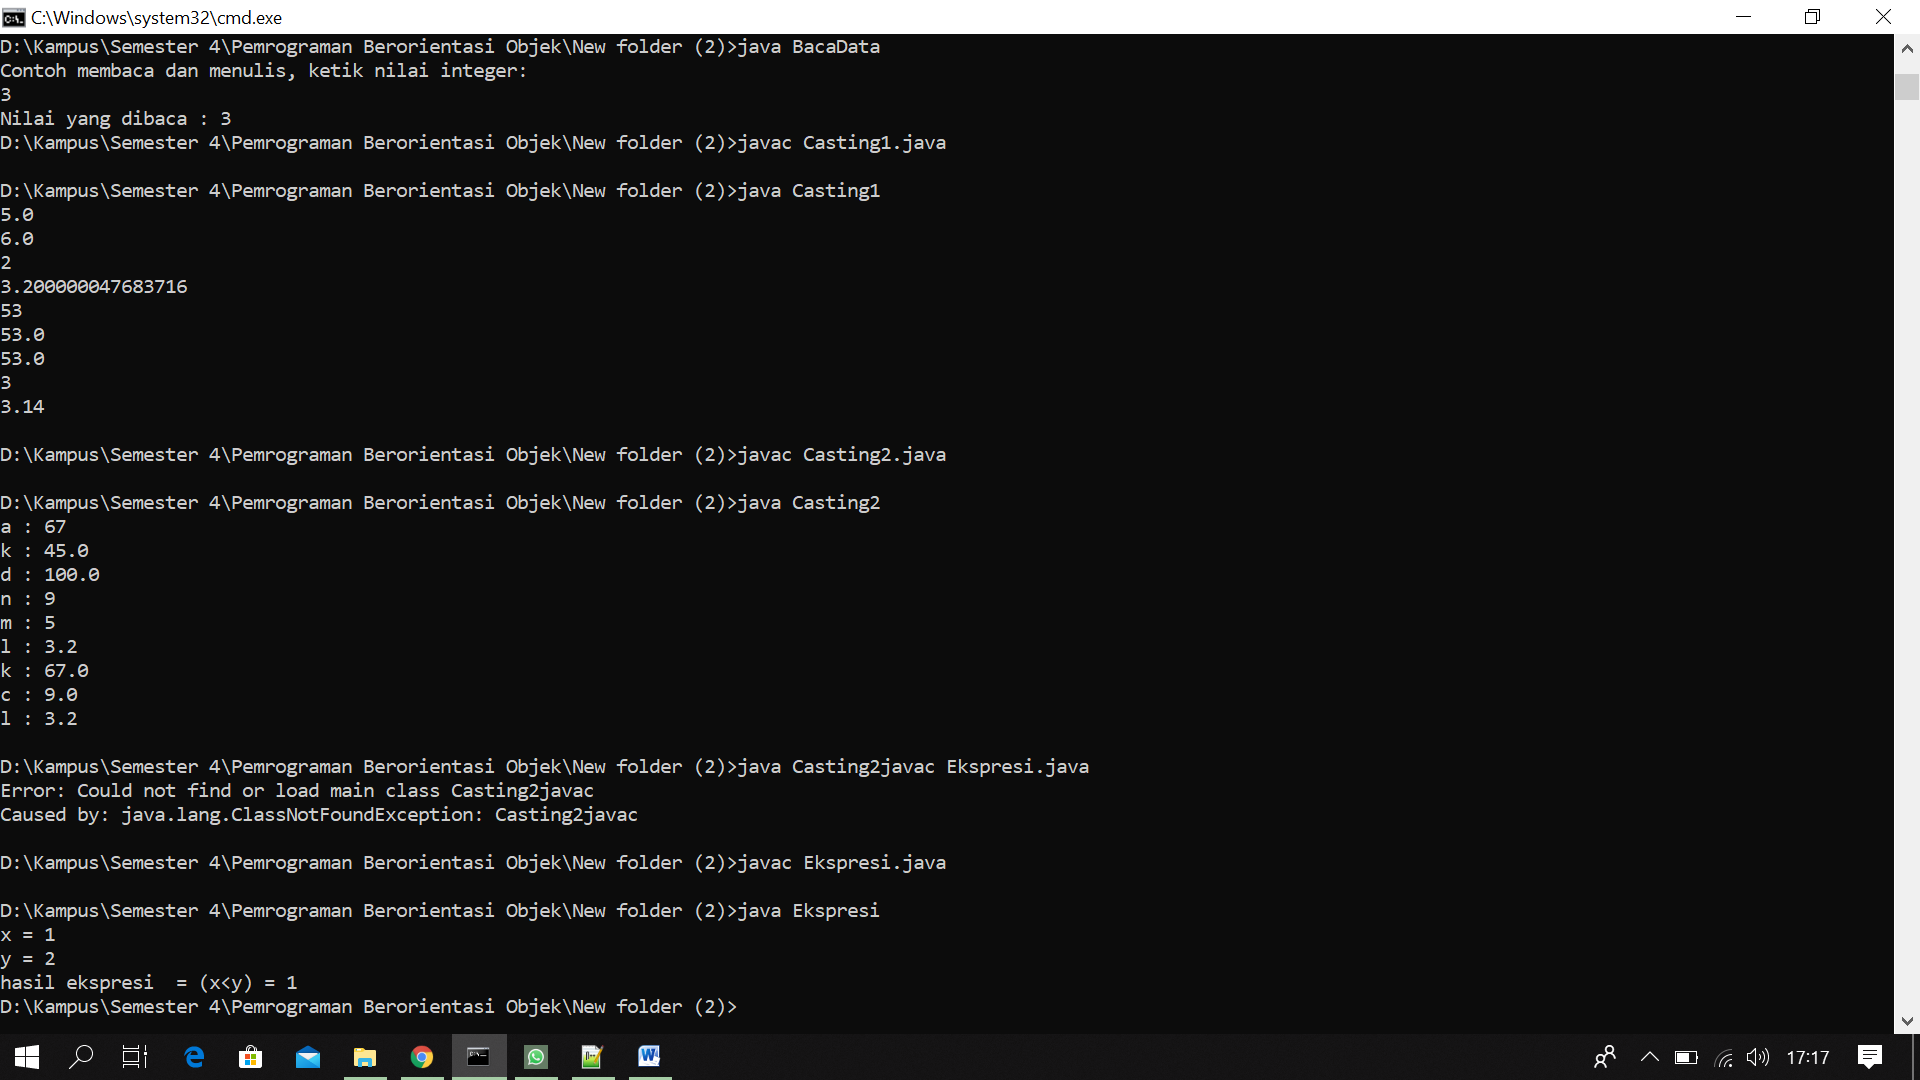 C:\Windows\system32\cmd.exe
D:\Kampus\Semester 4\Pemrograman Berorientasi Objek\New folder (2)>java BacaData
Contoh membaca dan menulis, ketik nilai integer:
3
Nilai yang dibaca : 3
D:\Kampus\Semester 4\Pemrograman Berorientasi Objek\New folder (2)>javac Casting1.java
D:\Kampus\Semester 4\Pemrograman Berorientasi Objek\New folder (2)>java Casting1
5.0
6.0
2
3.200000047683716
53
53.0
53.0
3
3.14
D:\Kampus\Semester 4\Pemrograman Berorientasi Objek\New folder (2)>javac Casting2.java
D:\Kampus\Semester 4\Pemrograman Berorientasi Objek\New folder (2)>java Casting2
a : 67
k : 45.0
d : 100.0
n : 9
m : 5
l : 3.2
k : 67.0
c : 9.0
l : 3.2
D:\Kampus\Semester 4\Pemrograman Berorientasi Objek\New folder (2)>java Casting2javac Ekspresi.java
Error: Could not find or load main class Casting2javac
Caused by: java.lang.ClassNotFoundException: Casting2javac
D:\Kampus\Semester 4\Pemrograman Berorientasi Objek\New folder (2)>javac Ekspresi.java
D:\Kampus\Semester 4\Pemrograman Berorientasi Objek\New folder (2)>java Ekspresi
x = 1
y = 2
hasil ekspresi  = (x<y) = 1
D:\Kampus\Semester 4\Pemrograman Berorientasi Objek\New folder (2)>
17:17